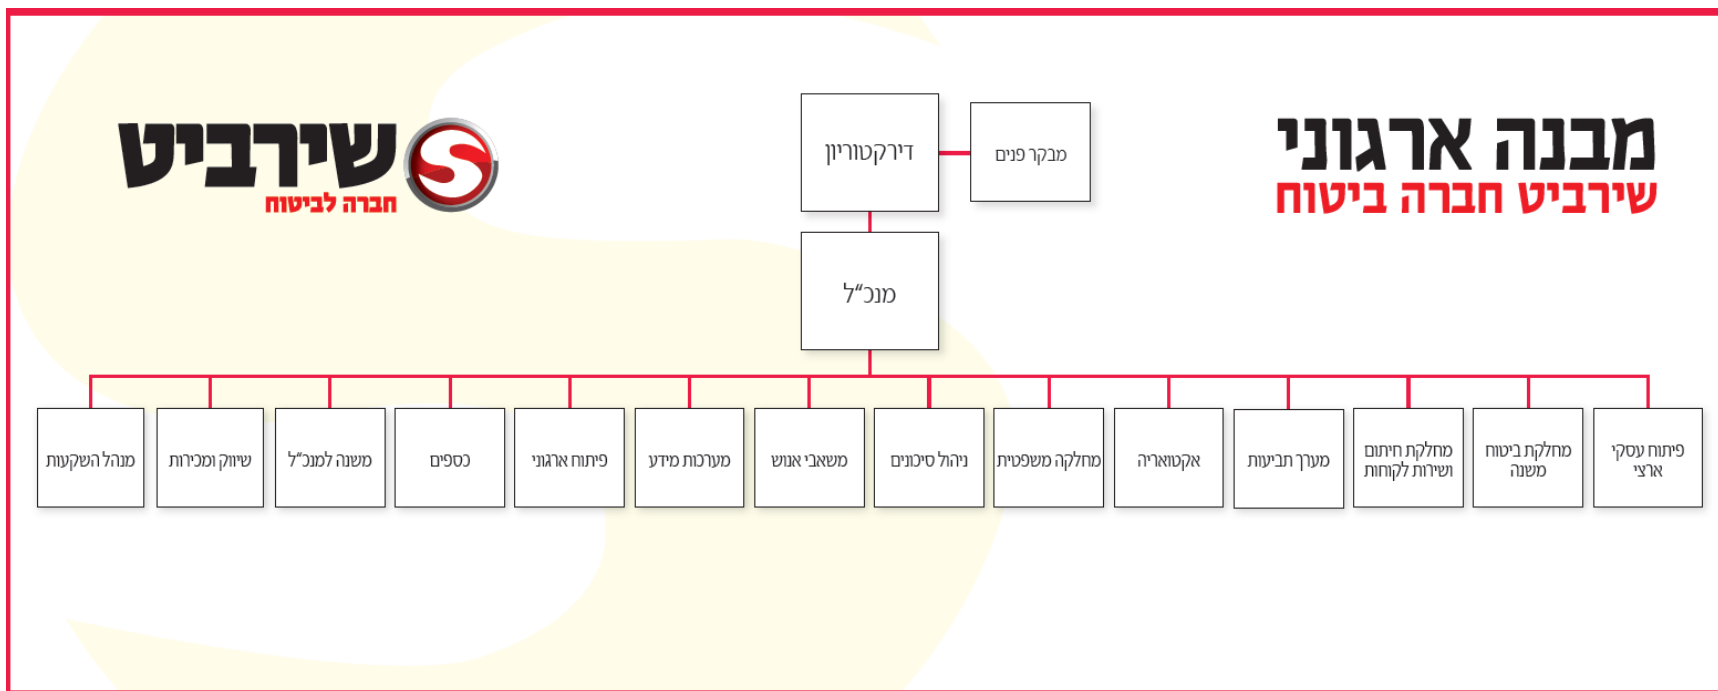 מבנה ארגוני
שירביט חברה ביטוח
שירביט
חברה לביטוח
דירקטוריון
מבקר פנים
מנכ"ל
פיתוח עסקי
ארצי
מחלקת ביטוח
משנה
מחלקת חיתום
ושירות לקוחות
מערך תביעות
אקטואריה
מחלקה משפטית
ניהול סיכונים
משאבי אנוש
מערכות מידע
פיתוח ארגוני
כספים
משנה למנכ"ל
שיווק ומכירות
מנהל השקעות